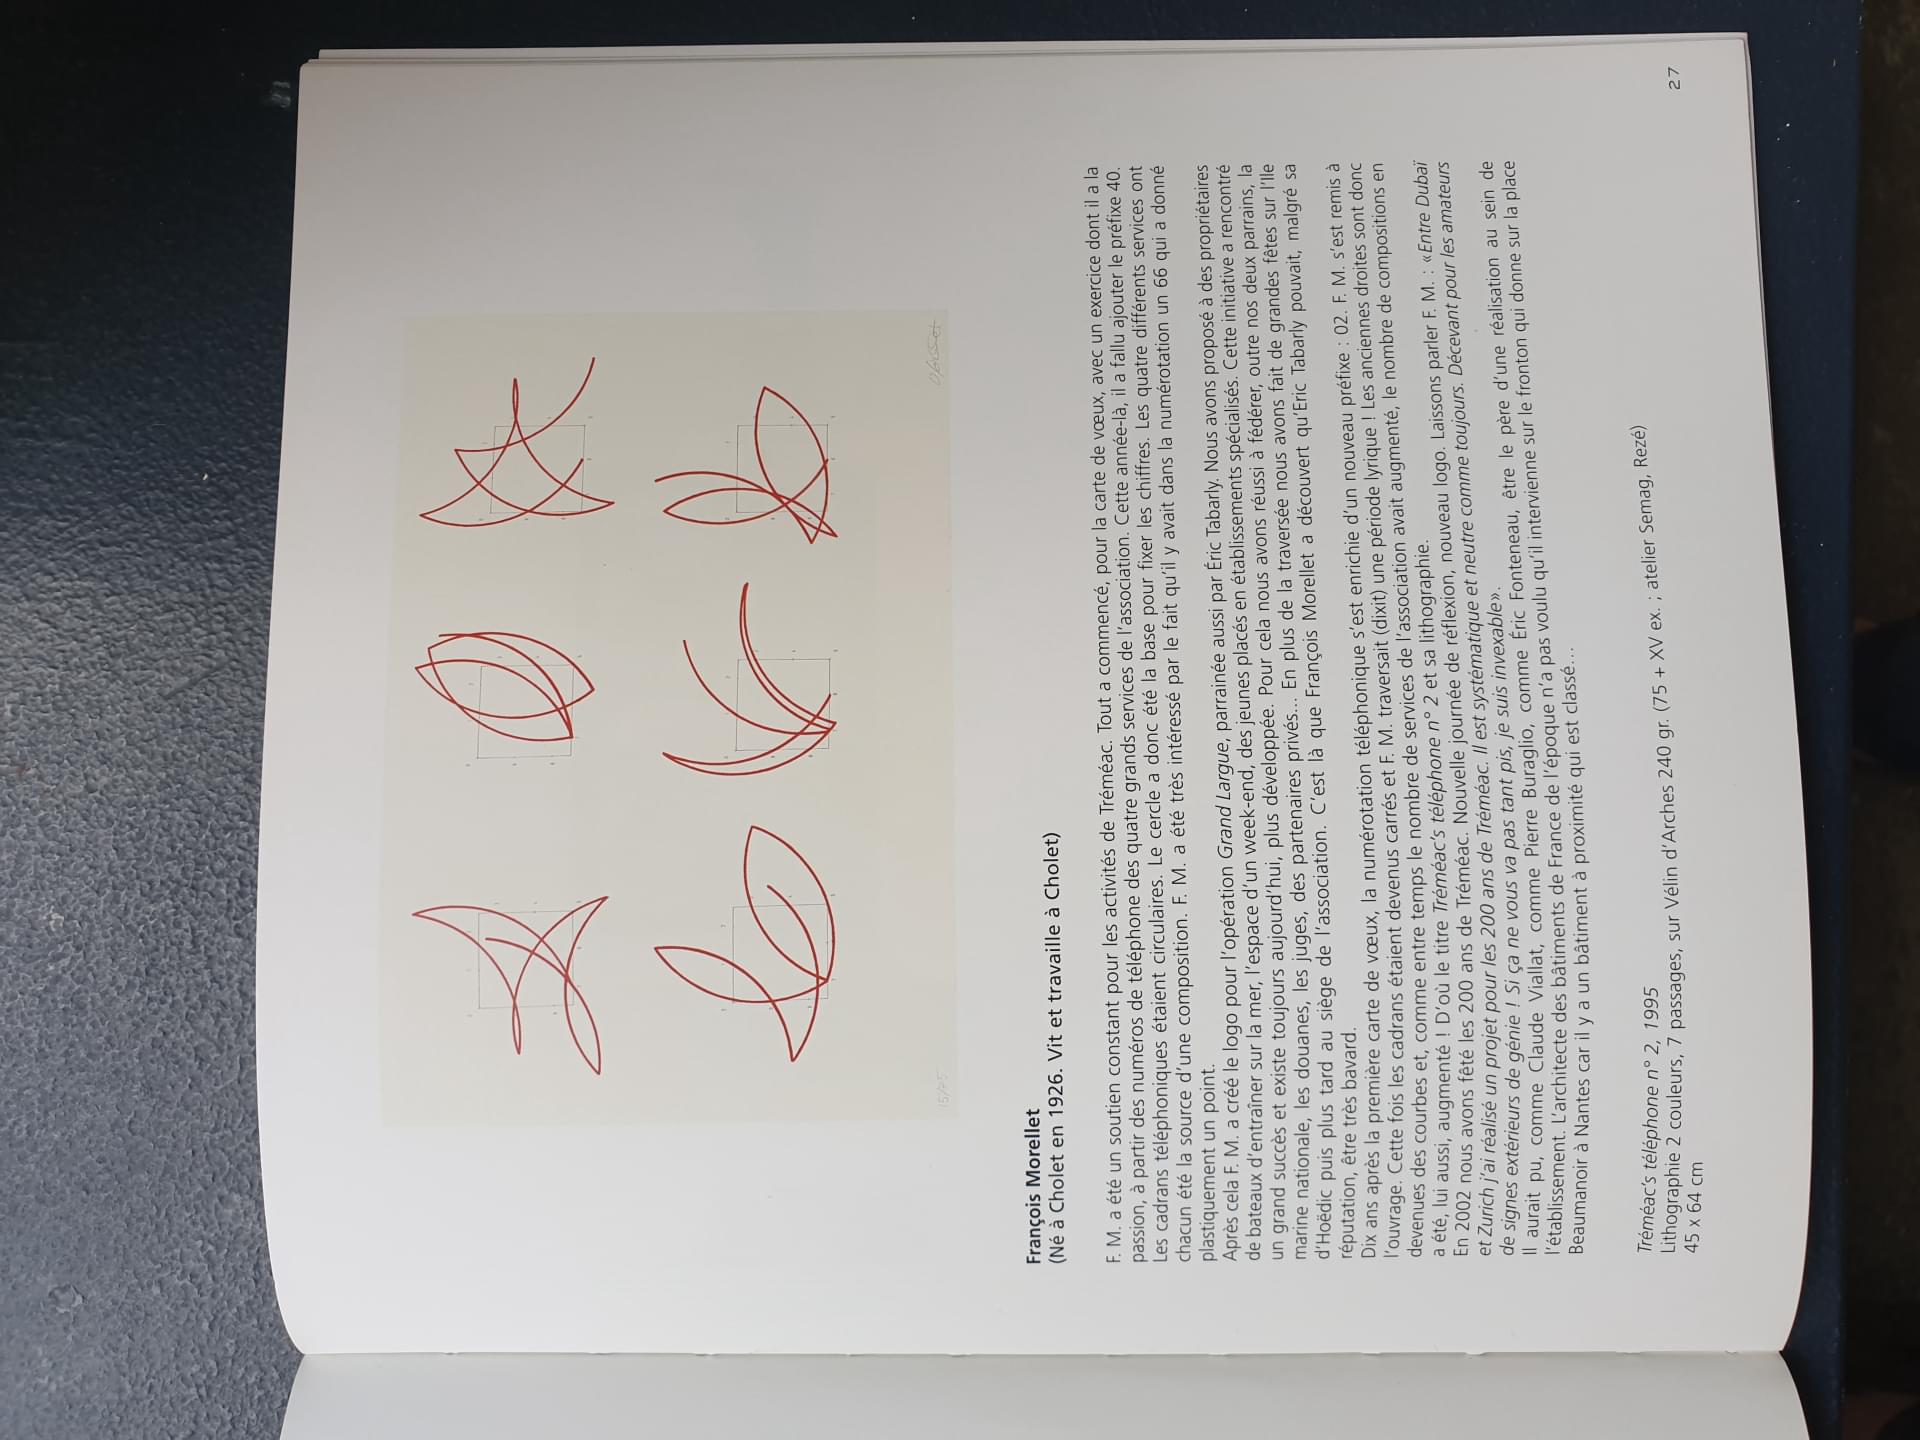 15/75
François Morellet
(Né à Cholet en 1926. Vit et travaille à Cholet)
F. M. a été un soutien constant pour les activités de Tréméac. Tout a commencé, pour la carte de vœux, avec un exercice dont il a la
passion, à partir des numéros de téléphone des quatre grands services de l'association. Cette année-là, il a fallu ajouter le préfixe 40.
Les cadrans téléphoniques étaient circulaires. Le cercle a donc été la base pour fixer les chiffres. Les quatre différents services ont
chacun été la source d'une composition. F. M. a été très intéressé par le fait qu'il y avait dans la numérotation un 66 qui a donné
plastiquement un point.
Après cela F. M. a créé le logo pour l'opération Grand Largue, parrainée aussi par Éric Tabarly. Nous avons proposé à des propriétaires
de bateaux d'entraîner sur la mer, l'espace d'un week-end, des jeunes placés en établissements spécialisés. Cette initiative a rencontré
un grand succès et existe toujours aujourd'hui, plus développée. Pour cela nous avons réussi à fédérer, outre nos deux parrains, la
marine nationale, les douanes, les juges, des partenaires privés... En plus de la traversée nous avons fait de grandes fêtes sur l'Ile
d'Hoëdic puis plus tard au siège de l'association. C'est là que François Morellet a découvert qu'Eric Tabarly pouvait, malgré sa
réputation, être très bavard.
Dix ans après la première carte de vœux, la numérotation téléphonique s'est enrichie d'un nouveau préfixe : 02. F. M. s'est remis à
l'ouvrage. Cette fois les cadrans étaient devenus carrés et F. M. traversait (dixit) une période lyrique ! Les anciennes droites sont donc
devenues des courbes et, comme entre temps le nombre de services de l'association avait augmenté, le nombre de compositions en
a été, lui aussi, augmenté ! D'où le titre Tréméac's téléphone n° 2 et sa lithographie.
En 2002 nous avons fêté les 200 ans de Tréméac. Nouvelle journée de réflexion, nouveau logo. Laissons parler F. M. : «Entre Dubaï
et Zurich j'ai réalisé un projet pour les 200 ans de Tréméac. Il est systématique et neutre comme toujours. Décevant pour les amateurs
de signes extérieurs de génie ! Si ça ne vous va pas tant pis, je suis invexable».
Il aurait pu, comme Claude Viallat, comme Pierre Buraglio, comme Éric Fonteneau, être le père d'une réalisation au sein de
l'établissement. L'architecte des bâtiments de France de l'époque n'a pas voulu qu'il intervienne sur le fronton qui donne sur la place
Beaumanoir à Nantes car il y a un bâtiment à proximité qui est classé...
Tréméac's téléphone n° 2, 1995
Lithographie 2 couleurs, 7 passages, sur Vélin d'Arches 240 gr. (75 + XV ex. ; atelier Semag, Rezé)
45 x 64 cm
27